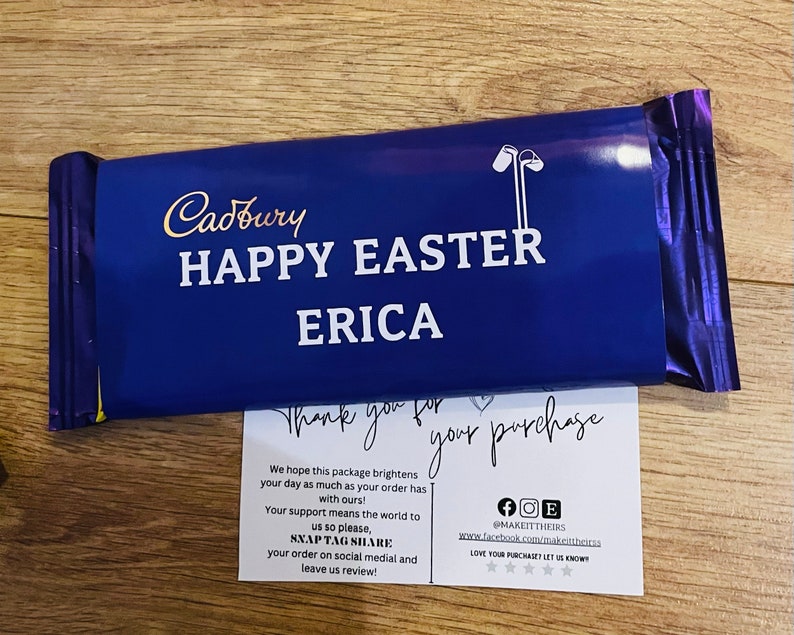 Cadbury
HAPPY EASTER
ERICA
Thank you for
your purchase
We hope this package brightens
your day as much as your order has
with ours!
Your support means the world to
us so please,
SNAP TAG SHARE
your order on social medial and
leave us review!
E
@MAKEITTHEIRS
www.facebook.com/makeittheirss
LOVE YOUR PURCHASE? LET US KNOW!!